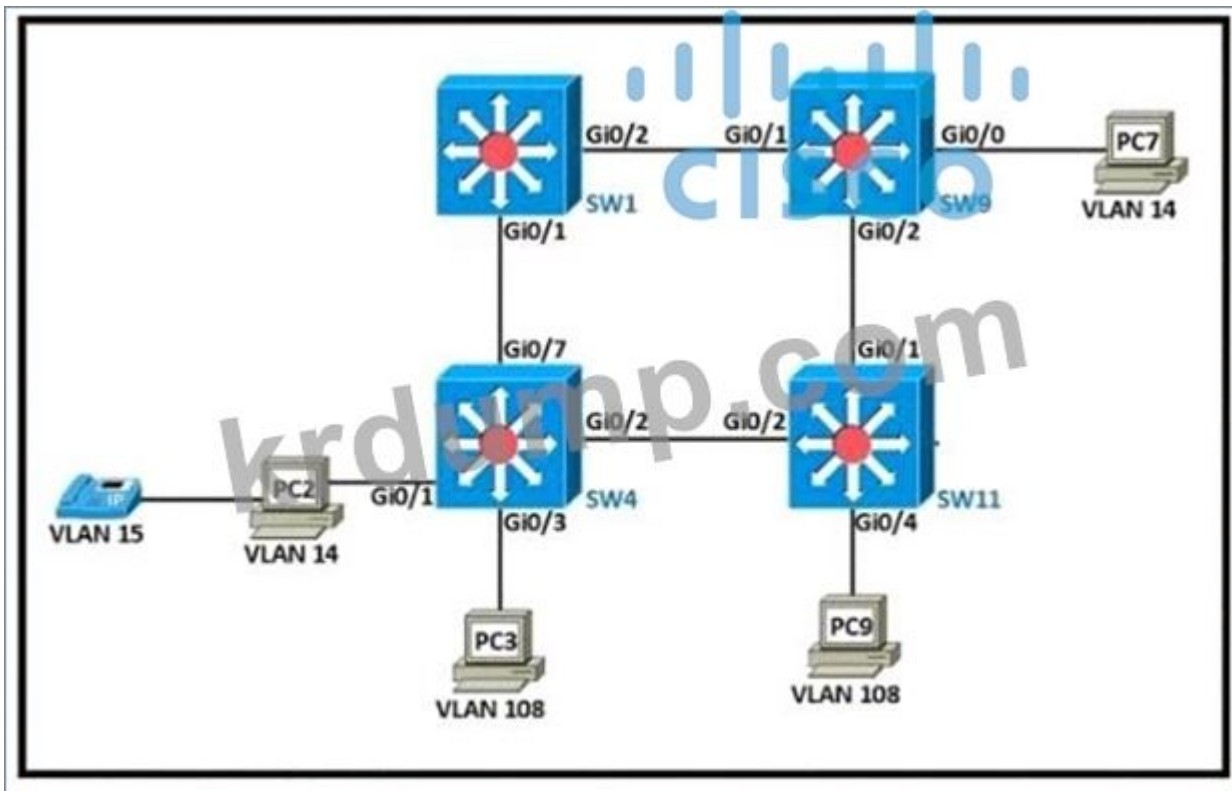 CISCO
Gi0/2
Gi0/1
Gi0/0
PC7
SW1
SW9
VLAN 14
Gi0/1
Gi0/2
krdump.com
Gi0/7
Gi0/1
Gi0/2
Gi0/2
IP
PC2
Gi0/1
SW4
SW11
VLAN 15
VLAN 14
Gi0/3
Gi0/4
PC3
PC9
VLAN 108
VLAN 108